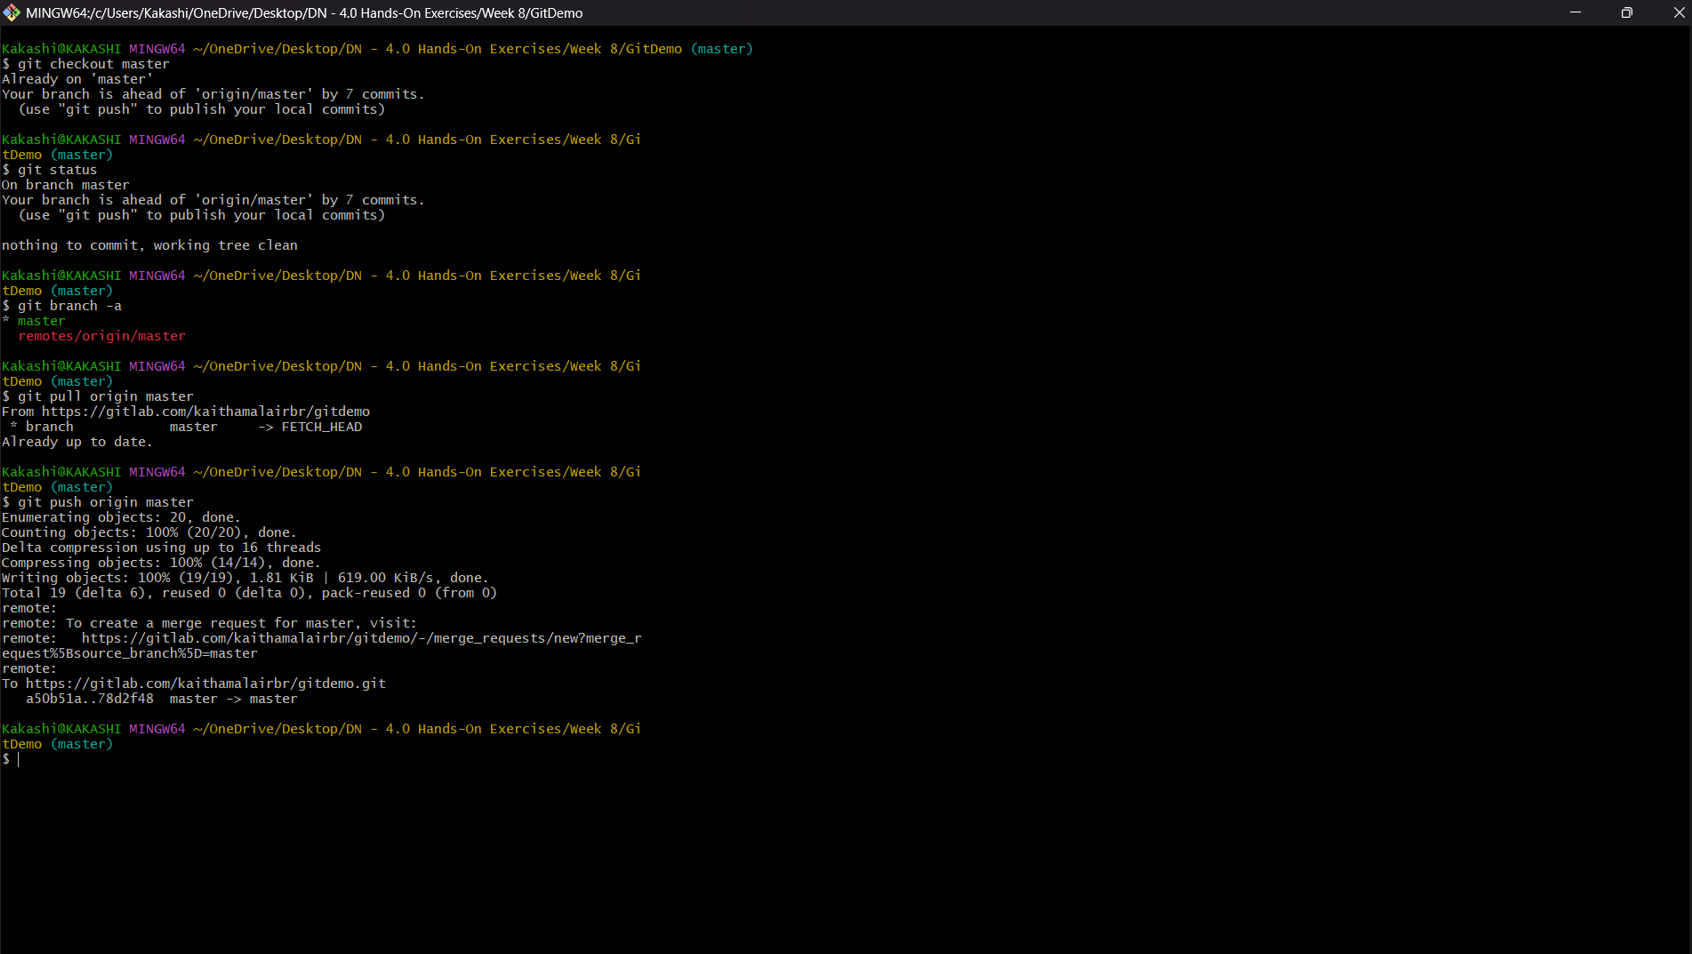 MINGW64:/c/Users/Kakashi/OneDrive/Desktop/DN - 4.0 Hands-On Exercises/Week 8/GitDemo
Kakashi@KAKASHI MINGW64 ~/OneDrive/Desktop/DN - 4.0 Hands-On Exercises/Week 8/GitDemo (master)
$ git checkout master
Already on 'master'
Your branch is ahead of 'origin/master' by 7 commits.
  (use "git push" to publish your local commits)
Kakashi@KAKASHI MINGW64 ~/OneDrive/Desktop/DN - 4.0 Hands-On Exercises/Week 8/Gi
tDemo (master)
$ git status
On branch master
Your branch is ahead of 'origin/master' by 7 commits.
  (use "git push" to publish your local commits)
nothing to commit, working tree clean
Kakashi@KAKASHI MINGW64 ~/OneDrive/Desktop/DN - 4.0 Hands-On Exercises/Week 8/Gi
tDemo (master)
$ git branch -a
* master
  remotes/origin/master
Kakashi@KAKASHI MINGW64 ~/OneDrive/Desktop/DN - 4.0 Hands-On Exercises/Week 8/Gi
tDemo (master)
$ git pull origin master
From https://gitlab.com/kaithamalairbr/gitdemo
 * branch            master     -> FETCH_HEAD
Already up to date.
Kakashi@KAKASHI MINGW64 ~/OneDrive/Desktop/DN - 4.0 Hands-On Exercises/Week 8/Gi
tDemo (master)
$ git push origin master
Enumerating objects: 20, done.
Counting objects: 100% (20/20), done.
Delta compression using up to 16 threads
Compressing objects: 100% (14/14), done.
Writing objects: 100% (19/19), 1.81 KiB | 619.00 KiB/s, done.
Total 19 (delta 6), reused 0 (delta 0), pack-reused 0 (from 0)
remote:
remote: To create a merge request for master, visit:
remote:   https://gitlab.com/kaithamalairbr/gitdemo/-/merge_requests/new?merge_r
equest%5Bsource_branch%5D=master
remote:
To https://gitlab.com/kaithamalairbr/gitdemo.git
   a50b51a..78d2f48  master -> master
Kakashi@KAKASHI MINGW64 ~/OneDrive/Desktop/DN - 4.0 Hands-On Exercises/Week 8/Gi
tDemo (master)
$